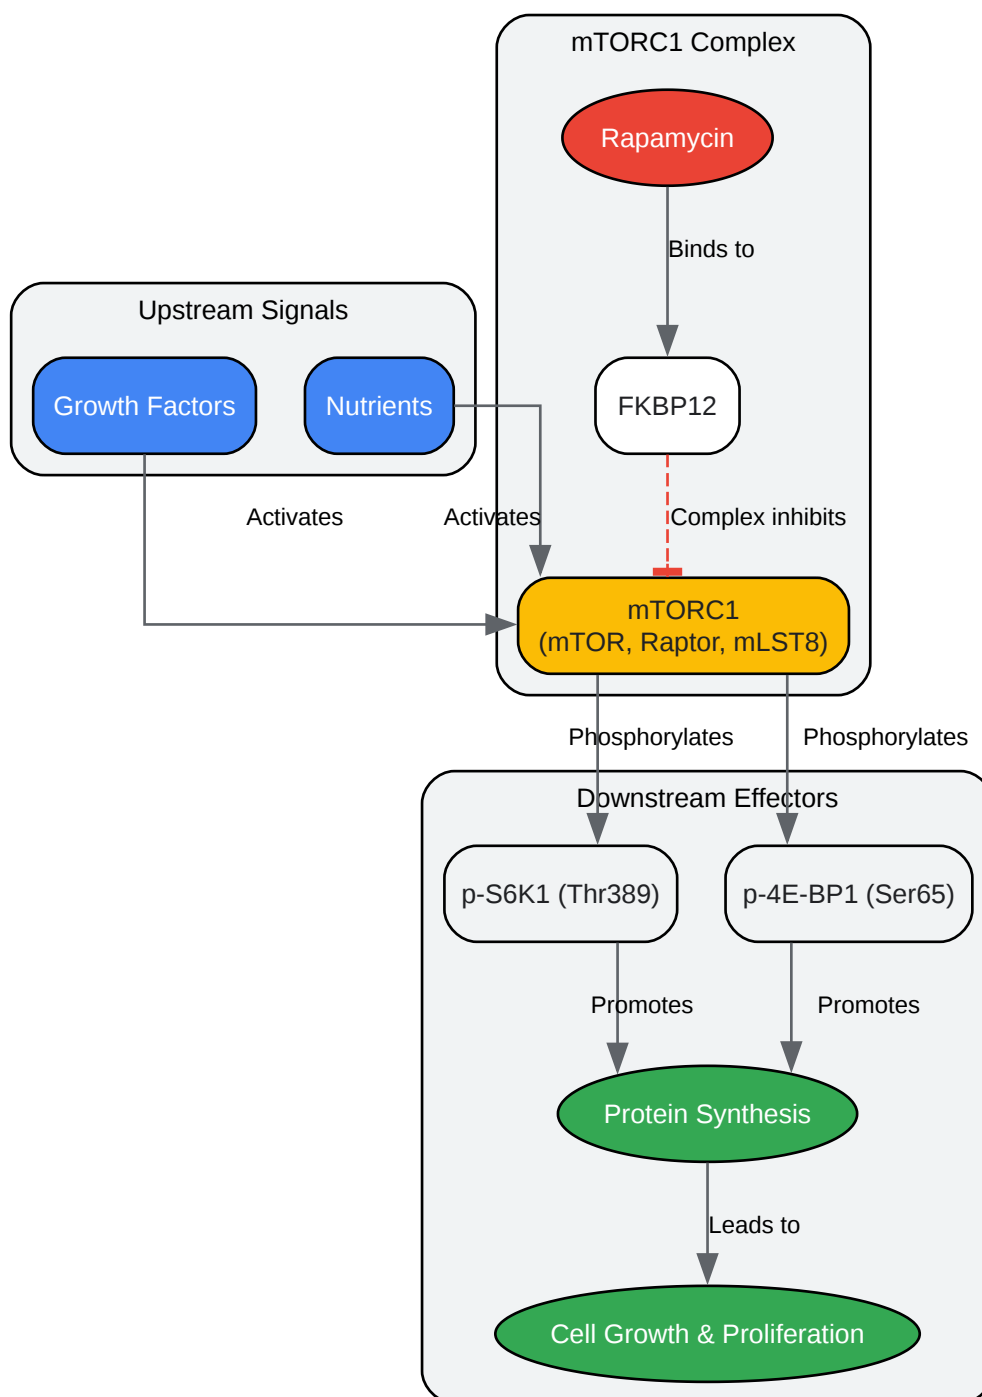 mTORC1 Complex
Rapamycin
Binds to
Upstream Signals
Growth Factors
Nutrients
FKBP12
Activates
Activates
Complex inhibits
mTORC1
(mTOR, Raptor, mLST8)
Phosphorylates
Phosphorylates
Downstream Effectors
p-S6K1 (Thr389)
p-4E-BP1 (Ser65)
Promotes
Promotes
Protein Synthesis
Leads to
Cell Growth & Proliferation